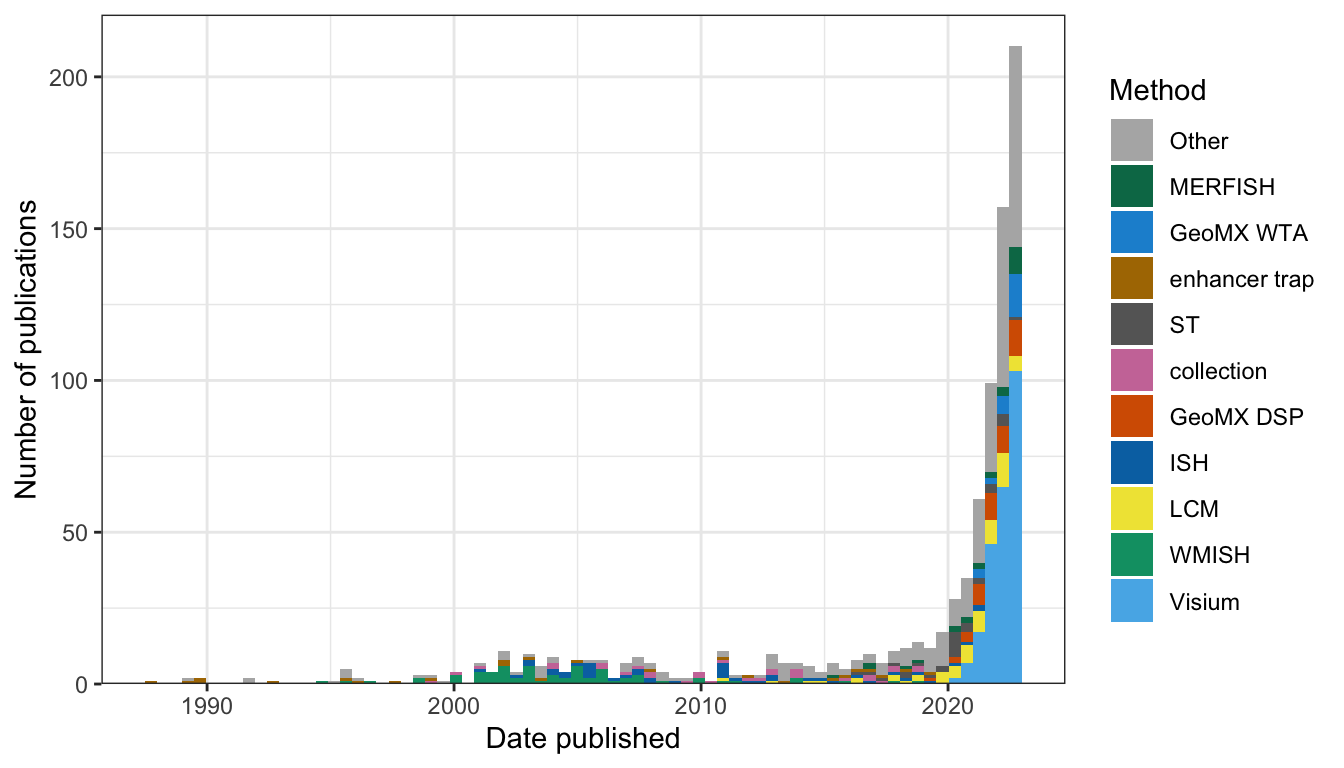 Number of publications
200
150
100
50
0
1990
2000
2010
2020
Date published
Method
Other
MERFISH
GeoMX WTA
enhancer trap
ST
collection
GeoMX DSP
ISH
LCM
WMISH
Visium